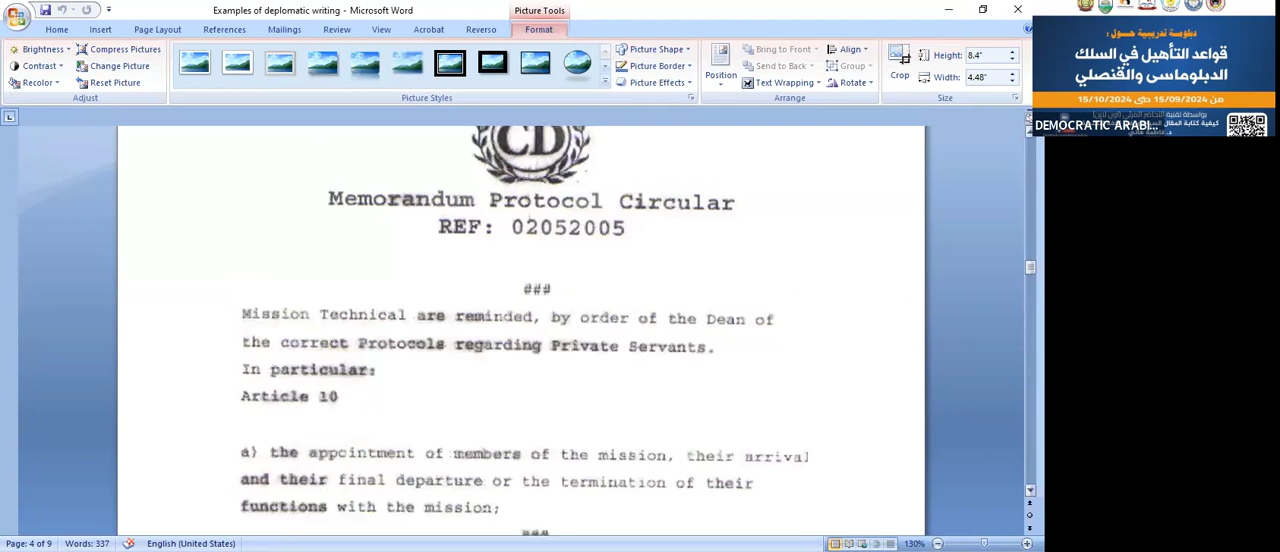 Examples of deplomatic writing - Microsoft Word
Picture Tools
Home Insert Page Layout References Mailings Review View Acrobat Reverso Format
Brightness Compress Pictures
Contrast Change Picture
Recolor Reset Picture
Adjust
Picture Styles
Picture Shape
Picture Border
Picture Effects
Position
Bring to Front Align
Send to Back Group
Text Wrapping Rotate
Arrange
Crop
Height: 8.4"
Width: 4.48"
Size
دبلوماسية تدريبية حول :
قواعد التأهيل في السلك
الدبلوماسي والقنصلي
من 15/09/2024 حتى 15/10/2024
DEMOCRATIC ARABI...
CD
Memorandum Protocol Circular
REF: 02052005
###
Mission Technical are reminded, by order of the Dean of
the correct Protocols regarding Private Servants.
In particular:
Article 10
a) the appointment of members of the mission, their arrival
and their final departure or the termination of their
functions with the mission;
###
Page: 4 of 9 Words: 337 English (United States) 130%